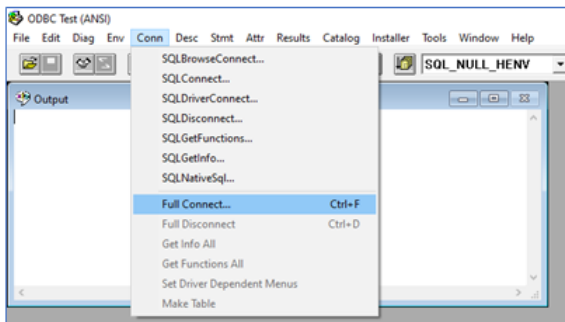 ODBC Test (ANSI)
File Edit Diag Env Conn Desc Stmt Attr Results Catalog Installer Tools Window Help
SQL_NULL_HENV
Output
SQLBrowseConnect...
SQLConnect...
SQLDriverConnect...
SQLDisconnect...
SQLGetFunctions...
SQLGetInfo...
SQLNativeSql...
Full Connect... Ctrl+F
Full Disconnect Ctrl+D
Get Info All
Get Functions All
Set Driver Dependent Menus
Make Table